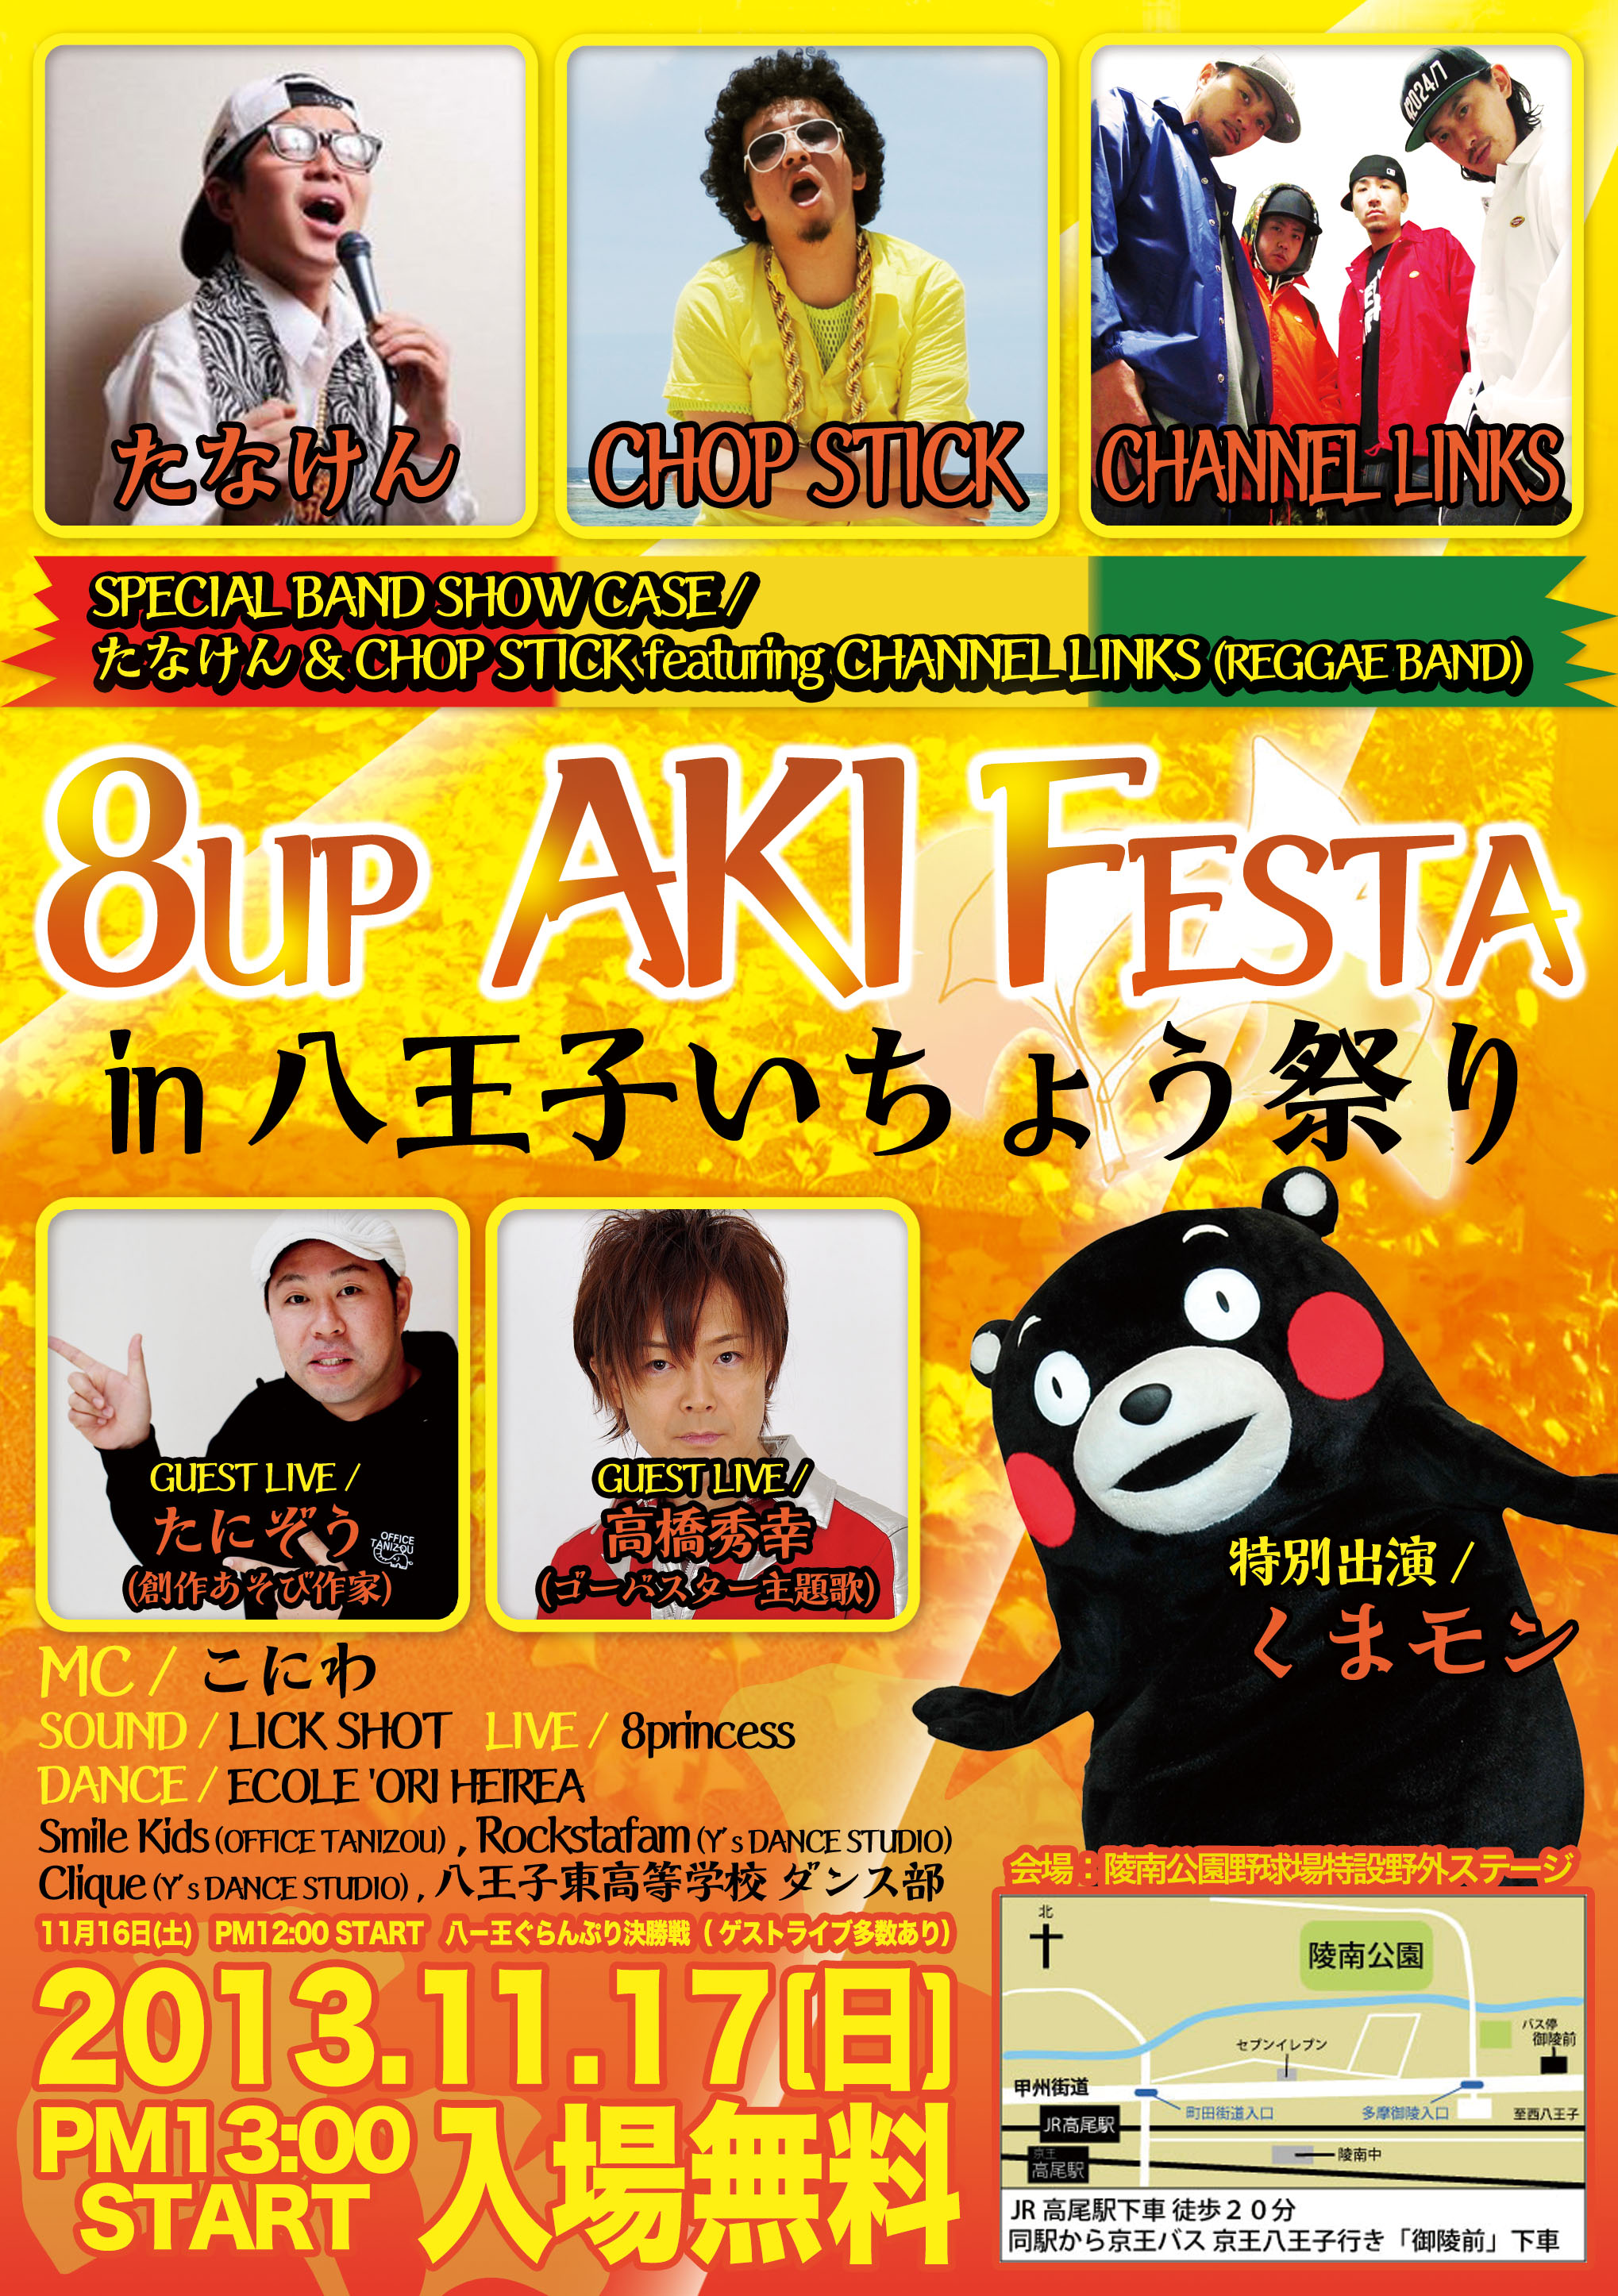 たなけん
CHOP STICK
CHANNEL LINKS
42024/7
SPECIAL BAND SHOW CASE /
たなけん & CHOP STICK featuring CHANNEL LINKS (REGGAE BAND)
8UP AKI FESTA
in 八王子いちょう祭り
GUEST LIVE /
たにぞう
(創作あそび作家)
OFFICE
TANIZOU
GUEST LIVE /
高橋秀幸
(ゴーバスター主題歌)
特別出演 /
くまモン
MC / こにわ
SOUND / LICK SHOT LIVE / 8princess
DANCE / ECOLE 'ORI HEIREA
Smile Kids (OFFICE TANIZOU) , Rockstafam (Y's DANCE STUDIO)
Clique (Y's DANCE STUDIO) , 八王子東高等学校 ダンス部
11月16日(土) PM12:00 START 八一王ぐらんぷり決勝戦 ( ゲストライブ多数あり)
2013.11.17[日]
PM13:00
START
入場無料
会場：陵南公園野球場特設野外ステージ
北
陵南公園
セブンイレブン
バス停
御陵前
甲州街道
町田街道入口
多摩御陵入口
至西八王子
JR高尾駅
京王
高尾駅
陵南中
JR 高尾駅下車 徒歩２０分
同駅から京王バス 京王八王子行き「御陵前」下車